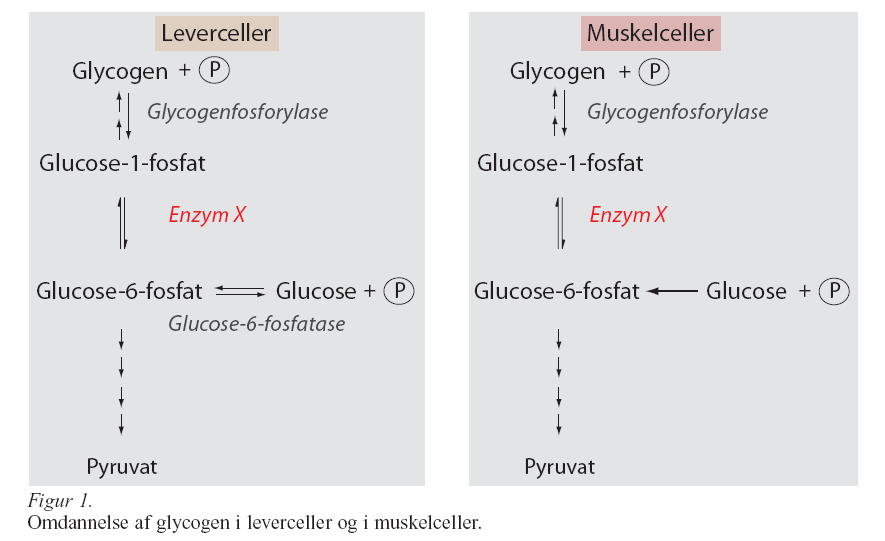 Leverceller
Glycogen + P
Glycogenfosforylase
Glucose-1-fosfat
Enzym X
Glucose-6-fosfat Glucose + P
Glucose-6-fosfatase
Pyruvat
Muskelceller
Glycogen + P
Glycogenfosforylase
Glucose-1-fosfat
Enzym X
Glucose-6-fosfat Glucose + P
Pyruvat
Figur 1.
Omdannelse af glycogen i leverceller og i muskelceller.